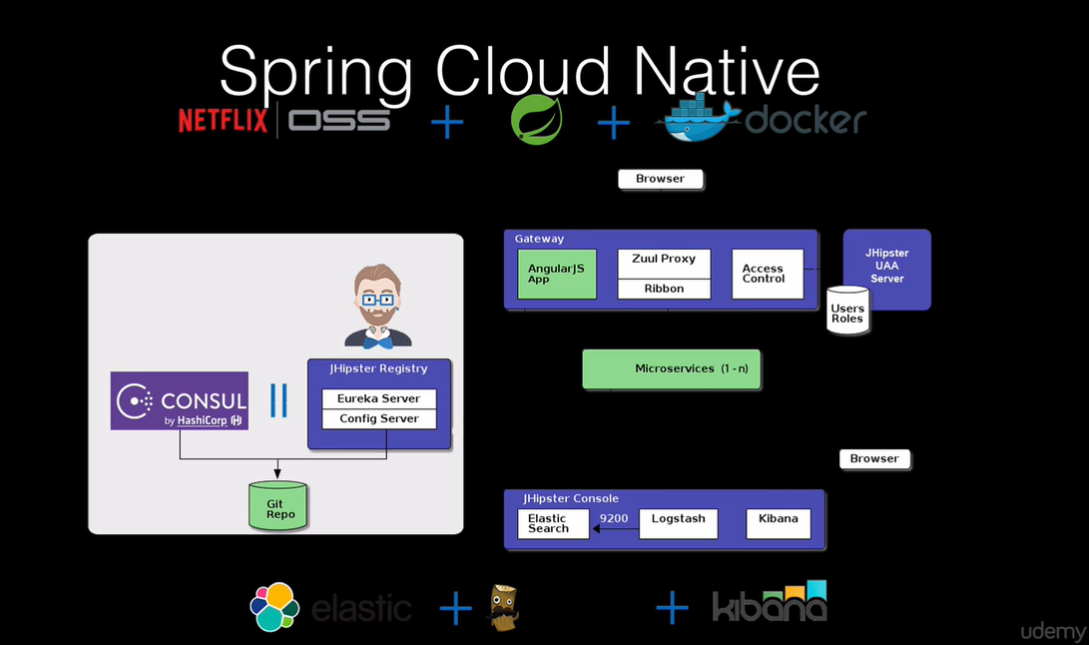 Spring Cloud Native
NETFLIX OSS + + docker
Browser
Gateway
AngularJS
App
Zuul Proxy
Ribbon
Access
Control
JHipster
UAA
Server
Users
Roles
Microservices (1 - n)
CONSUL
by HashiCorp
||
JHipster Registry
Eureka Server
Config Server
Git
Repo
Browser
JHipster Console
Elastic
Search
9200
Logstash
Kibana
elastic + + kibana
udemy